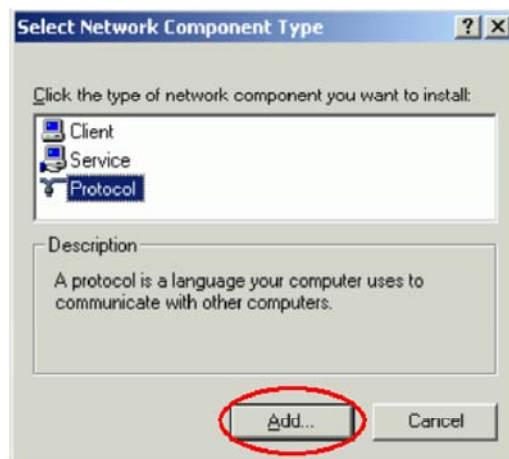 Select Network Component Type
Click the type of network component you want to install:
Client
Service
Protocol
Description
A protocol is a language your computer uses to
communicate with other computers.
Add...
Cancel